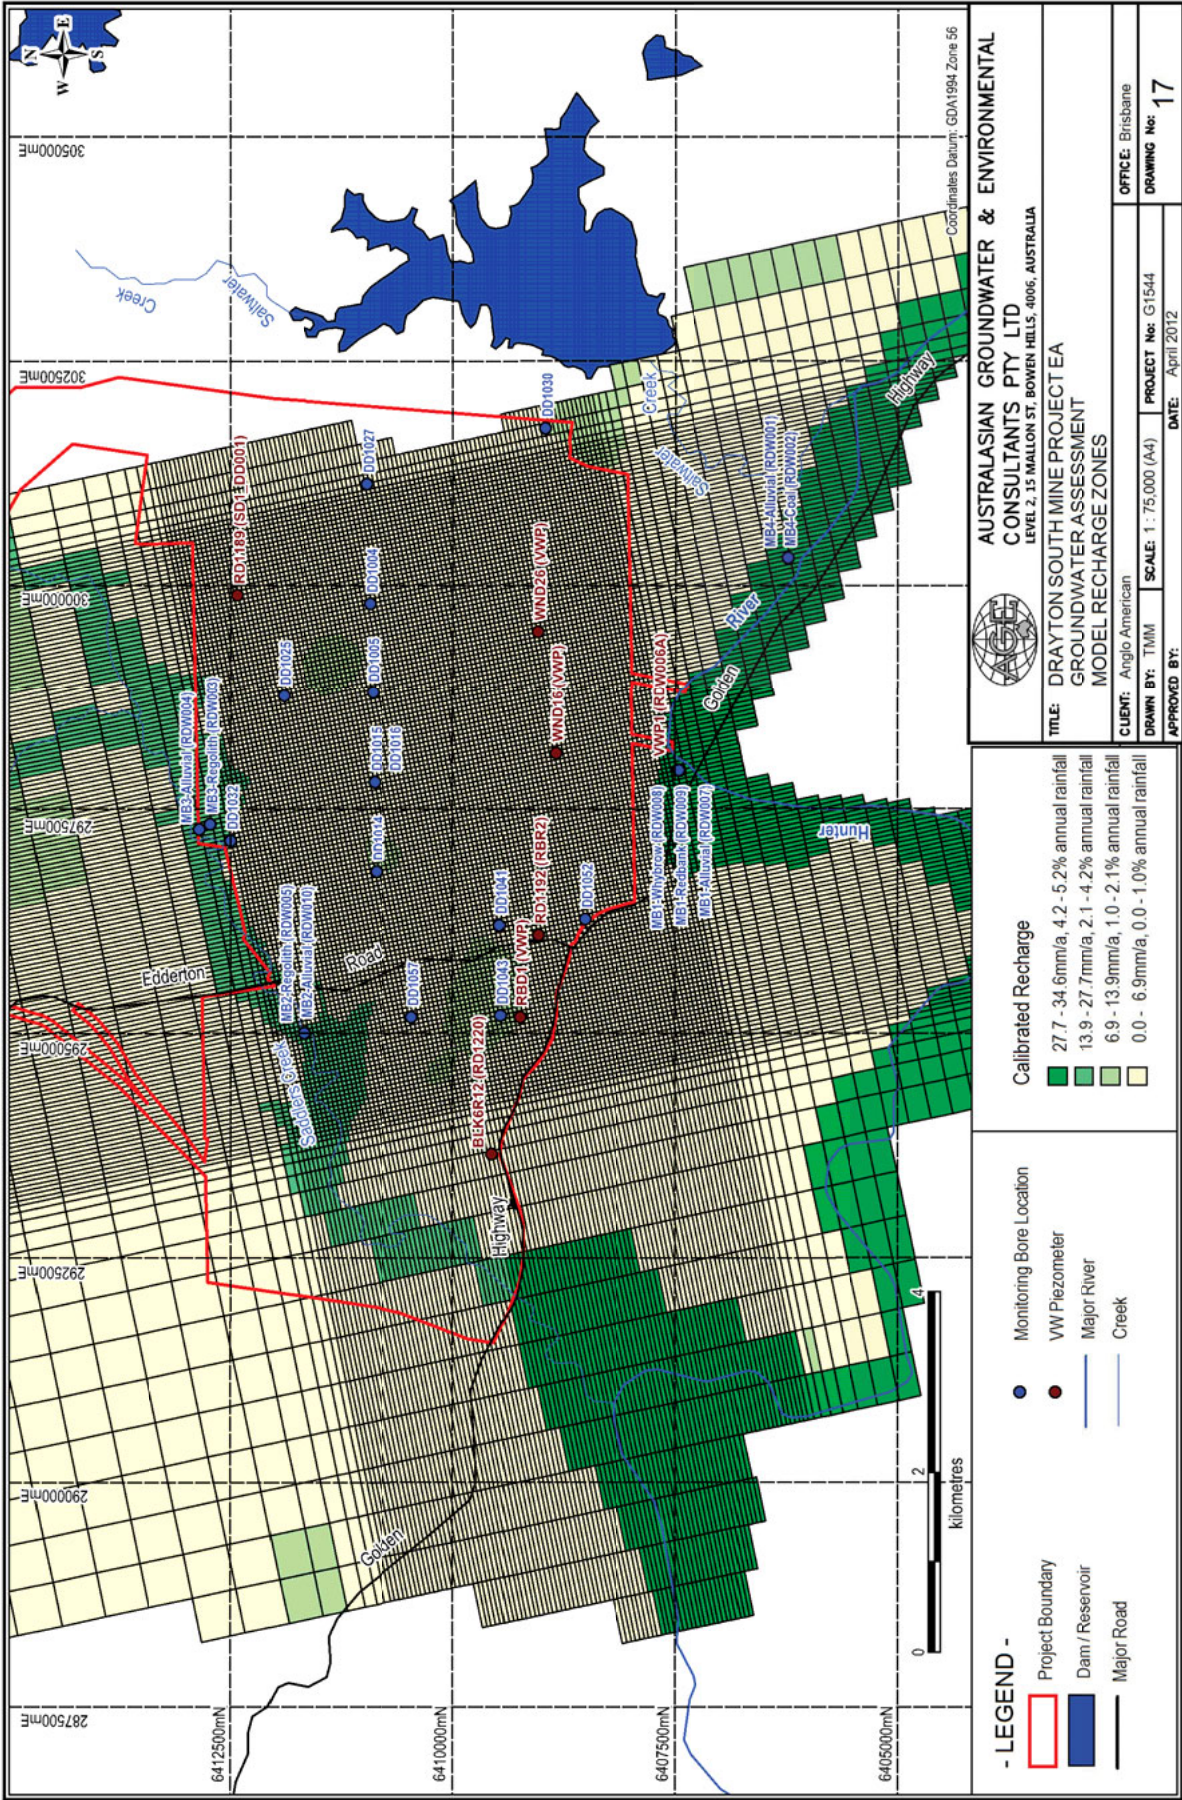 N
E
S
W
305000mE
302500mE
300000mE
297500mE
295000mE
292500mE
290000mE
287500mE
6412500mN
6410000mN
6407500mN
6405000mN
Creek
Saltwater
RD1189 (SD1-DD001)
DD1027
DD1030
DD1004
DD1025
DD1005
WND26 (VWP)
WND16 (VWP)
DD1015
DD1016
DD1014
MB3-Alluvial (RDW004)
MB3-Regolith (RDW003)
DD1032
MB2-Regolith (RDW005)
MB2-Alluvial (RDW010)
Edderton
Road
DD1057
DD1041
RD1192 (RBR2)
DD1052
DD1043
RBD1 (VWP)
BLK6R12 (RD1220)
Saddlers Creek
Highway
Golden
Creek
Saltwater
MB4-Alluvial (RDW001)
MB4-Coal (RDW002)
Highway
River
Golden
VWP1 (RDW006A)
MB1-Whybrow (RDW008)
MB1-Redbank (RDW009)
MB1-Alluvial (RDW007)
Hunter
Coordinates Datum: GDA1994 Zone 56
0 2 4
kilometres
- LEGEND -
Project Boundary
Dam / Reservoir
Major Road
Monitoring Bore Location
VW Piezometer
Major River
Creek
Calibrated Recharge
27.7 - 34.6mm/a, 4.2 - 5.2% annual rainfall
13.9 - 27.7mm/a, 2.1 - 4.2% annual rainfall
6.9 - 13.9mm/a, 1.0 - 2.1% annual rainfall
0.0 - 6.9mm/a, 0.0 - 1.0% annual rainfall
AGE
AUSTRALASIAN GROUNDWATER & ENVIRONMENTAL
CONSULTANTS PTY LTD
LEVEL 2, 15 MALLON ST, BOWEN HILLS, 4006, AUSTRALIA
TITLE: DRAYTON SOUTH MINE PROJECT EA
GROUNDWATER ASSESSMENT
MODEL RECHARGE ZONES
CLIENT: Anglo American
OFFICE: Brisbane
DRAWN BY: TMM
SCALE: 1 : 75,000 (A4)
PROJECT No: G1544
DRAWING No: 17
APPROVED BY:
DATE: April 2012